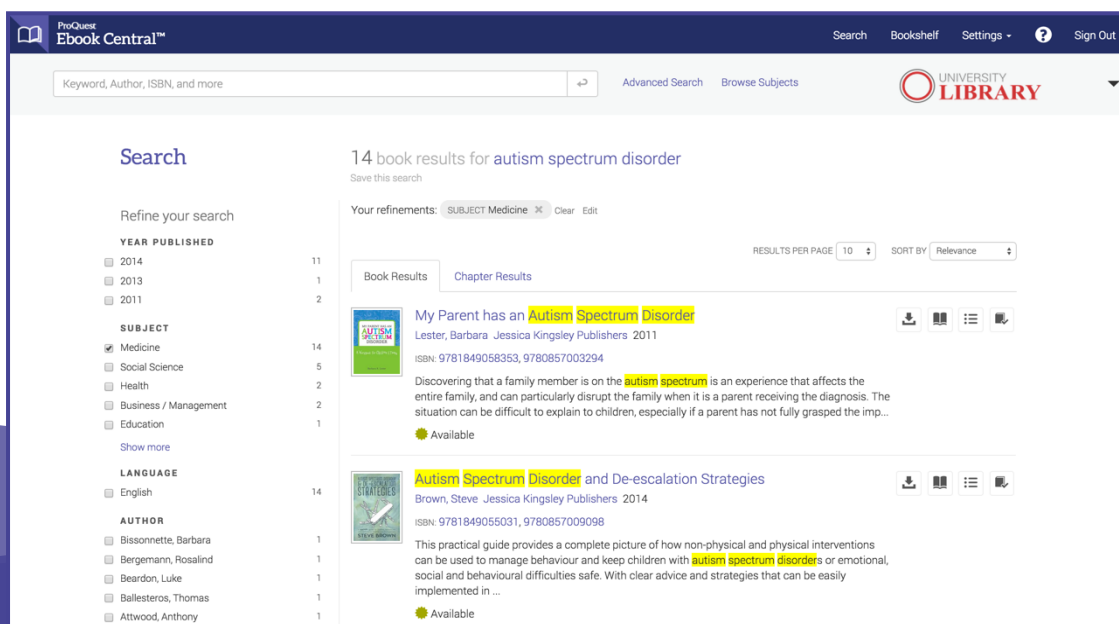 ProQuest
Ebook Central™
Search Bookshelf Settings ? Sign Out
Keyword, Author, ISBN, and more
Advanced Search Browse Subjects
UNIVERSITY
LIBRARY
Search
Refine your search
YEAR PUBLISHED
2014 11
2013 1
2011 2
SUBJECT
Medicine 14
Social Science 5
Health 2
Business / Management 2
Education 1
Show more
LANGUAGE
English 14
AUTHOR
Bissonnette, Barbara 1
Bergemann, Rosalind 1
Beardon, Luke 1
Ballesteros, Thomas 1
Attwood, Anthony 1
14 book results for autism spectrum disorder
Save this search
Your refinements: SUBJECT Medicine Clear Edit
RESULTS PER PAGE 10 SORT BY Relevance
Book Results Chapter Results
AUTISM
SPECTRUM
My Parent has an Autism Spectrum Disorder
Lester, Barbara Jessica Kingsley Publishers 2011
ISBN: 9781849058353, 9780857003294
Discovering that a family member is on the autism spectrum is an experience that affects the
entire family, and can particularly disrupt the family when it is a parent receiving the diagnosis. The
situation can be difficult to explain to children, especially if a parent has not fully grasped the imp...
Available
STRATEGIES
STEVE BROWN
Autism Spectrum Disorder and De-escalation Strategies
Brown, Steve Jessica Kingsley Publishers 2014
ISBN: 9781849055031, 9780857009098
This practical guide provides a complete picture of how non-physical and physical interventions
can be used to manage behaviour and keep children with autism spectrum disorders or emotional,
social and behavioural difficulties safe. With clear advice and strategies that can be easily
implemented in ...
Available